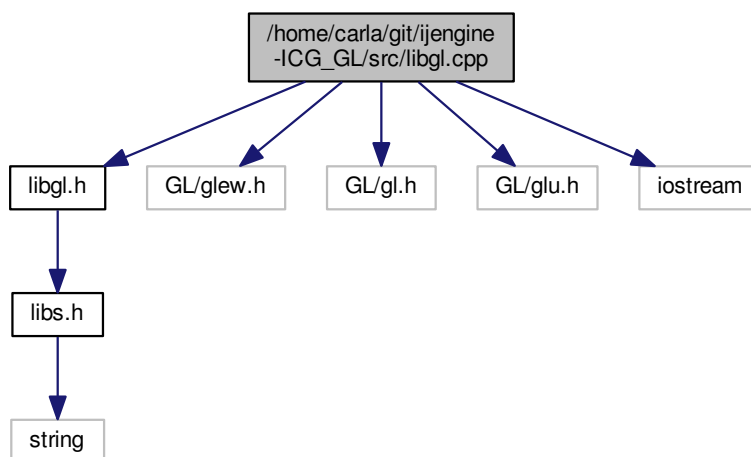 /home/carla/git/ijengine
-ICG_GL/src/libgl.cpp
libgl.h
GL/glew.h
GL/gl.h
GL/glu.h
iostream
libs.h
string